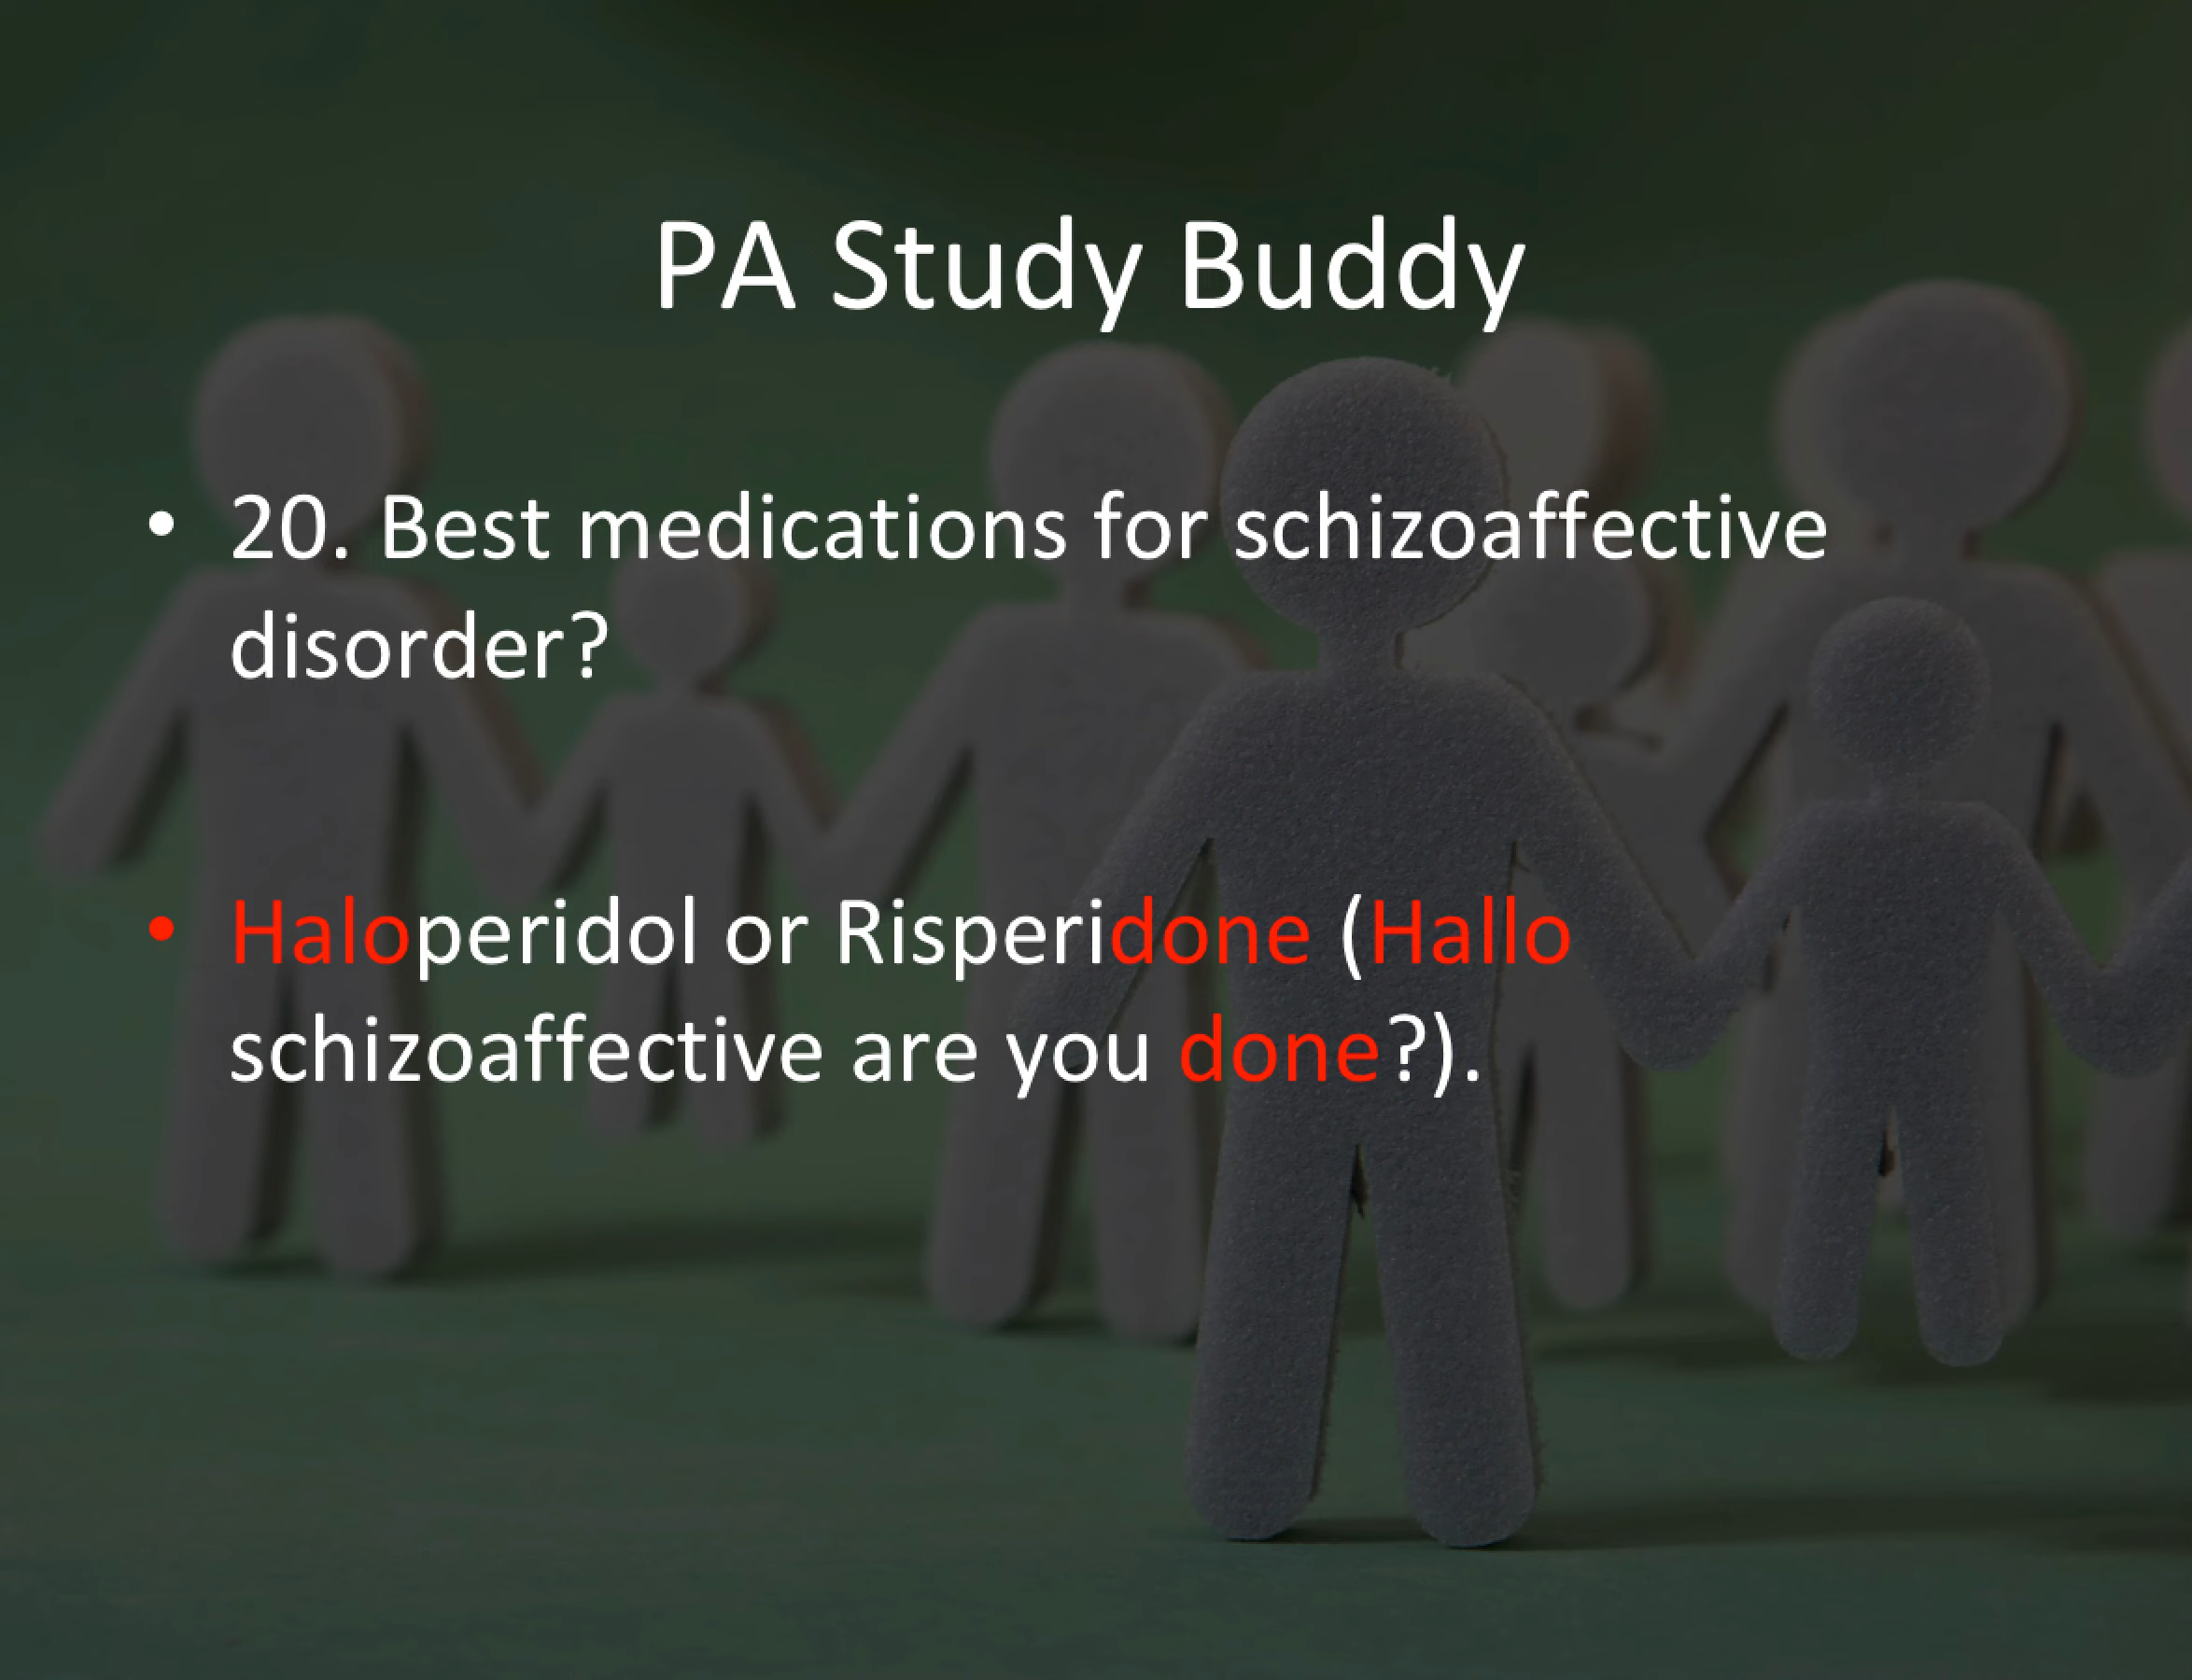 PA Study Buddy
• 20. Best medications for schizoaffective
disorder?
• Haloperidol or Risperidone (Hallo
schizoaffective are you done?).